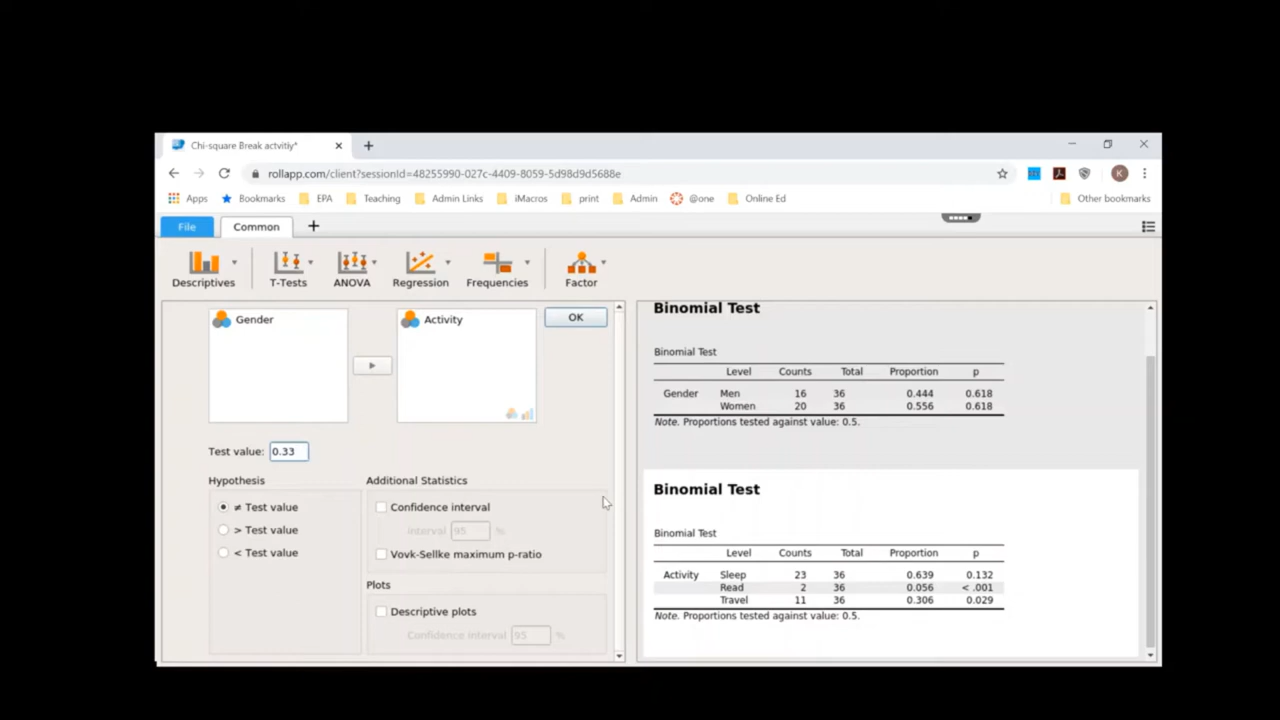 Chi-square Break actvitiy*
rollapp.com/client?sessionId=48255990-027c-4409-8059-5d98d9d5688e
Apps Bookmarks EPA Teaching Admin Links iMacros print Admin @one Online Ed Other bookmarks
File Common
Descriptives T-Tests ANOVA Regression Frequencies Factor
Gender
Activity
OK
Test value: 0.33
Hypothesis
≠ Test value
> Test value
< Test value
Additional Statistics
Confidence interval
Interval 95 %
Vovk-Sellke maximum p-ratio
Plots
Descriptive plots
Confidence interval 95 %
Binomial Test
Binomial Test
Level Counts Total Proportion p
Gender Men 16 36 0.444 0.618
Women 20 36 0.556 0.618
Note. Proportions tested against value: 0.5.
Binomial Test
Binomial Test
Level Counts Total Proportion p
Activity Sleep 23 36 0.639 0.132
Read 2 36 0.056 < .001
Travel 11 36 0.306 0.029
Note. Proportions tested against value: 0.5.
K